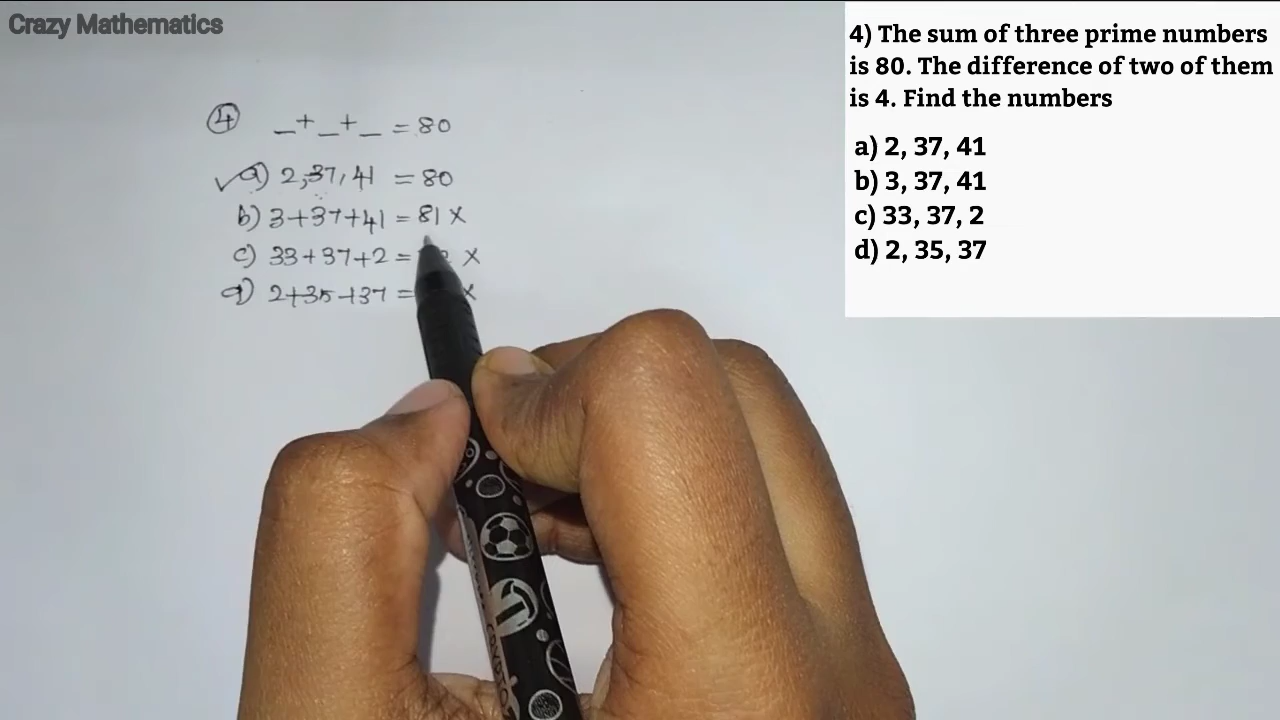 Crazy Mathematics
4) The sum of three prime numbers
is 80. The difference of two of them
is 4. Find the numbers
a) 2, 37, 41
b) 3, 37, 41
c) 33, 37, 2
d) 2, 35, 37
4 _+_+_ = 80
✓a) 2,37,41 = 80
b) 3+37+41 = 81 x
c) 33+37+2 = x
d) 2+35+37 = x